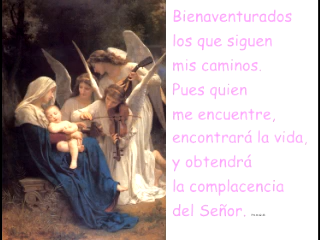 Bienaventurados
los que siguen
mis caminos.
Pues quien
me encuentre,
encontrará la vida,
y obtendrá
la complacencia
del Señor.